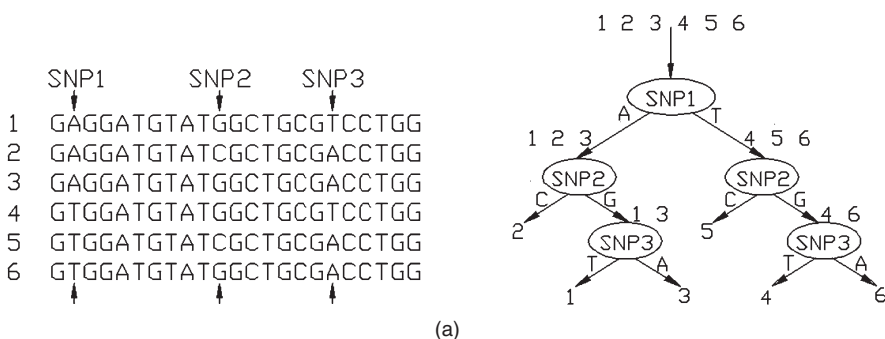 SNP1 SNP2 SNP3
1 GAGGATGTATGGCTGCGTCCTGG
2 GAGGATGTATCGCTGCGACCTGG
3 GAGGATGTATGGCTGCGACCTGG
4 GTGGATGTATGGCTGCGTCCTGG
5 GTGGATGTATCGCTGCGACCTGG
6 GTGGATGTATGGCTGCGACCTGG
1 2 3 4 5 6
SNP1
A T
1 2 3 4 5 6
SNP2 SNP2
C G C G
2 1 3 5 4 6
SNP3 SNP3
T A T A
1 3 4 6
(a)